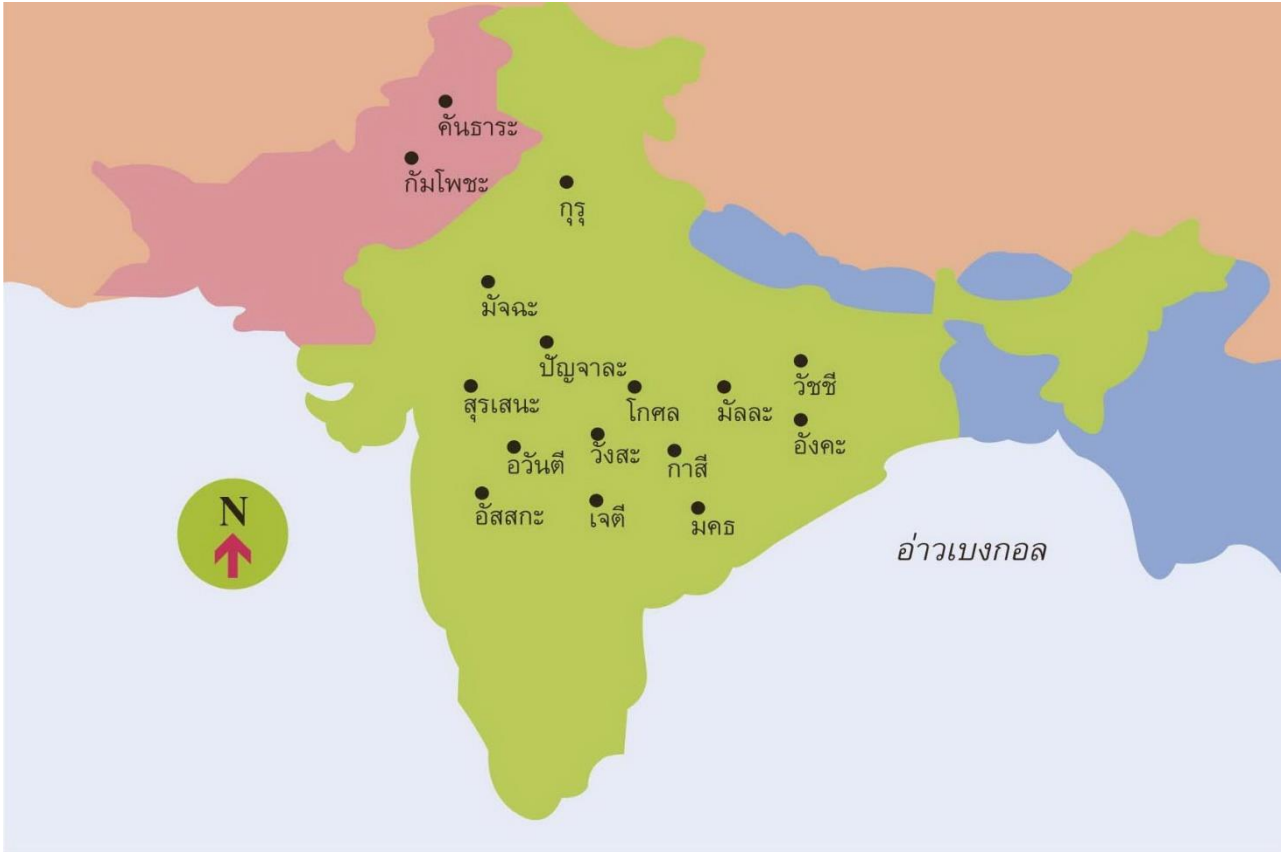 คันธาระ
กัมโพชะ
กุรุ
มัจฉะ
ปัญจาละ
วัชชี
สุรเสนะ
โกศล
มัลละ
อังคะ
อวันตี
วังสะ
กาสี
อัสสกะ
เจตี
มคธ
N
อ่าวเบงกอล